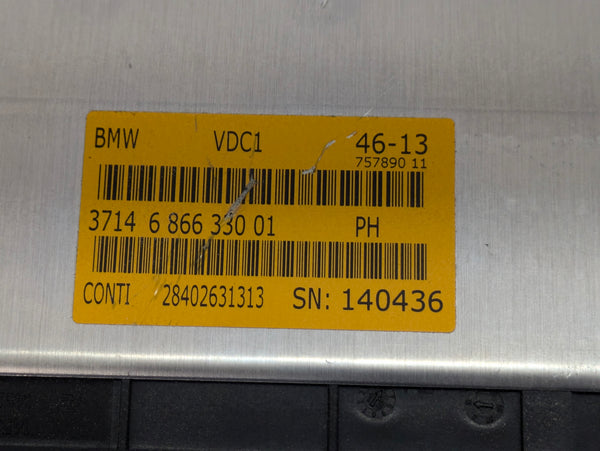 BMW VDC1 46-13
757890 11
3714 6 866 330 01 PH
CONTI 28402631313 SN: 140436